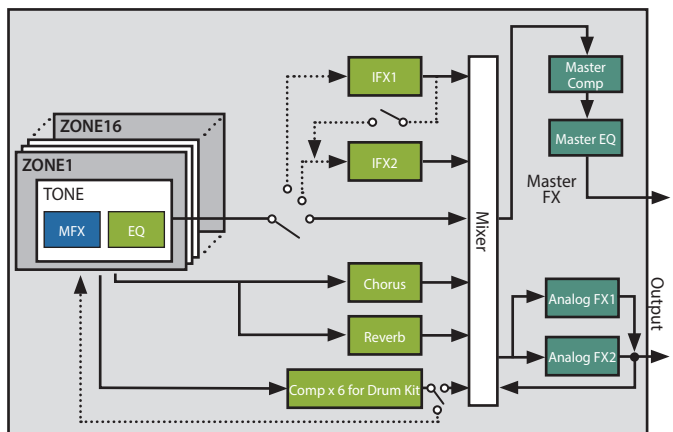 IFX1
Master
Comp
ZONE16
Master EQ
ZONE1
IFX2
TONE
Master
FX
MFX
EQ
Mixer
Chorus
Analog FX1
Output
Reverb
Analog FX2
Comp x 6 for Drum Kit